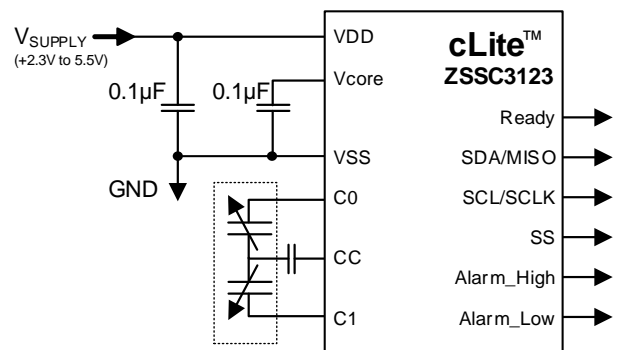 V_SUPPLY
(+2.3V to 5.5V)
0.1µF
0.1µF
GND
VDD
Vcore
VSS
C0
CC
C1
cLite™
ZSSC3123
Ready
SDA/MISO
SCL/SCLK
SS
Alarm_High
Alarm_Low